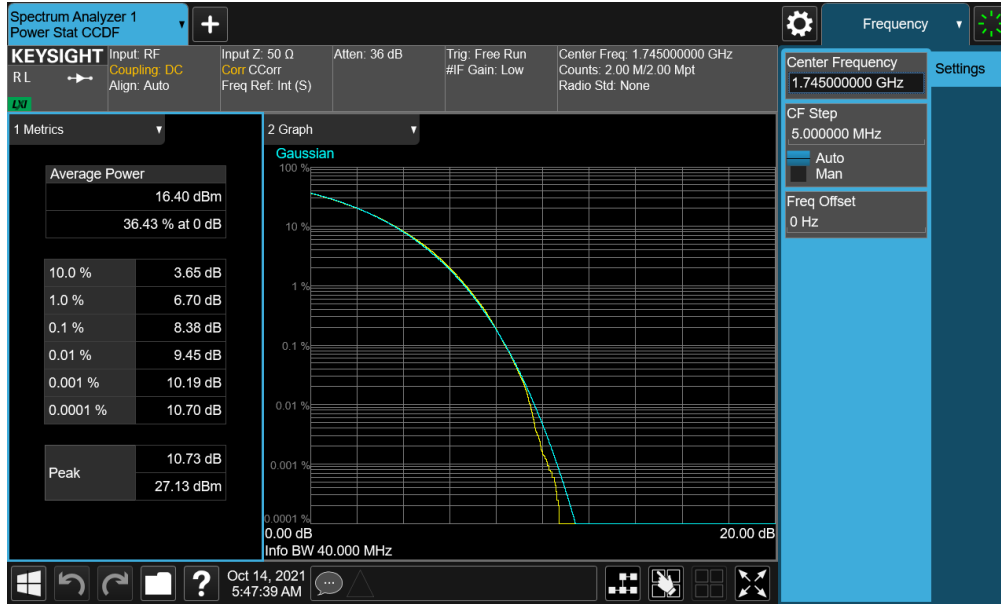 Spectrum Analyzer 1
Power Stat CCDF
Frequency
KEYSIGHT
R L
LXI
Input: RF
Coupling: DC
Align: Auto
Input Z: 50 Ω
Corr CCorr
Freq Ref: Int (S)
Atten: 36 dB
Trig: Free Run
#IF Gain: Low
Center Freq: 1.745000000 GHz
Counts: 2.00 M/2.00 Mpt
Radio Std: None
Center Frequency
1.745000000 GHz
Settings
CF Step
5.000000 MHz
Auto
Man
Freq Offset
0 Hz
1 Metrics
Average Power
16.40 dBm
36.43 % at 0 dB
10.0 % 3.65 dB
1.0 % 6.70 dB
0.1 % 8.38 dB
0.01 % 9.45 dB
0.001 % 10.19 dB
0.0001 % 10.70 dB
Peak
10.73 dB
27.13 dBm
2 Graph
Gaussian
100 %
10 %
1 %
0.1 %
0.01 %
0.001 %
0.0001 %
0.00 dB
20.00 dB
Info BW 40.000 MHz
?
Oct 14, 2021
5:47:39 AM